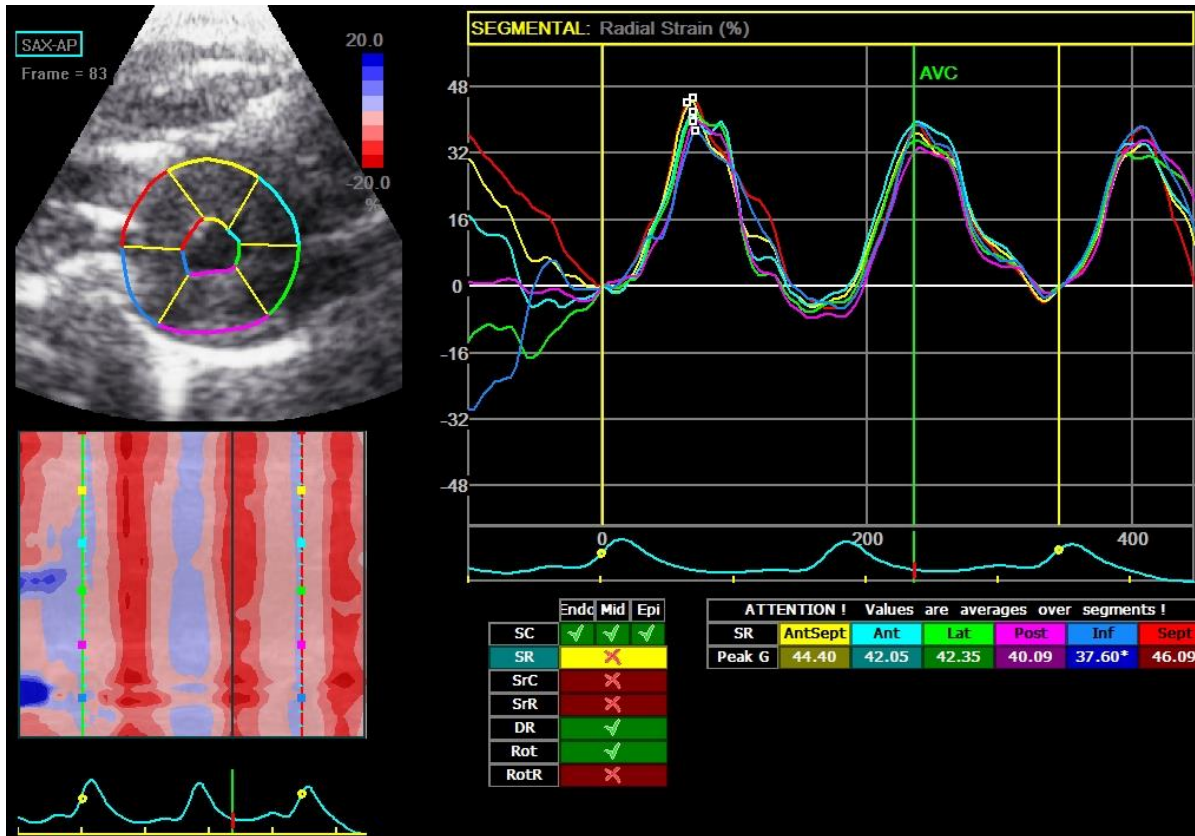 SEGMENTAL: Radial Strain (%)
SAX-AP
Frame = 83
20.0
-20.0
%
AVC
48
32
16
0
-16
-32
-48
0 200 400
Endo Mid Epi
SC
SR
SrC
SrR
DR
Rot
RotR
ATTENTION ! Values are averages over segments !
SR AntSept Ant Lat Post Inf Sept
Peak G 44.40 42.05 42.35 40.09 37.60* 46.09